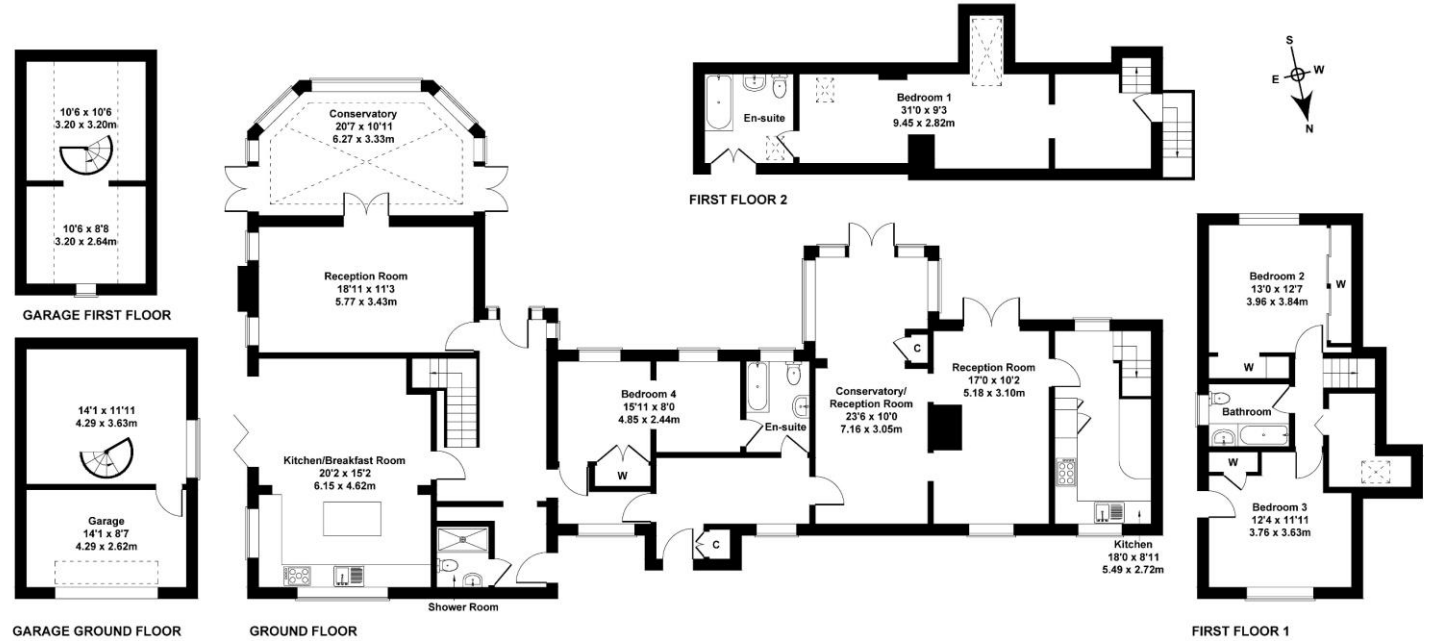 10'6 x 10'6
3.20 x 3.20m
10'6 x 8'8
3.20 x 2.64m
GARAGE FIRST FLOOR
14'1 x 11'11
4.29 x 3.63m
Garage
14'1 x 8'7
4.29 x 2.62m
GARAGE GROUND FLOOR
Conservatory
20'7 x 10'11
6.27 x 3.33m
Reception Room
18'11 x 11'3
5.77 x 3.43m
Kitchen/Breakfast Room
20'2 x 15'2
6.15 x 4.62m
Shower Room
Bedroom 4
15'11 x 8'0
4.85 x 2.44m
W
En-suite
C
Conservatory/
Reception Room
23'6 x 10'0
7.16 x 3.05m
C
Reception Room
17'0 x 10'2
5.18 x 3.10m
Kitchen
18'0 x 8'11
5.49 x 2.72m
GROUND FLOOR
En-suite
Bedroom 1
31'0 x 9'3
9.45 x 2.82m
FIRST FLOOR 2
S
E
W
N
Bedroom 2
13'0 x 12'7
3.96 x 3.84m
W
W
Bathroom
W
Bedroom 3
12'4 x 11'11
3.76 x 3.63m
FIRST FLOOR 1